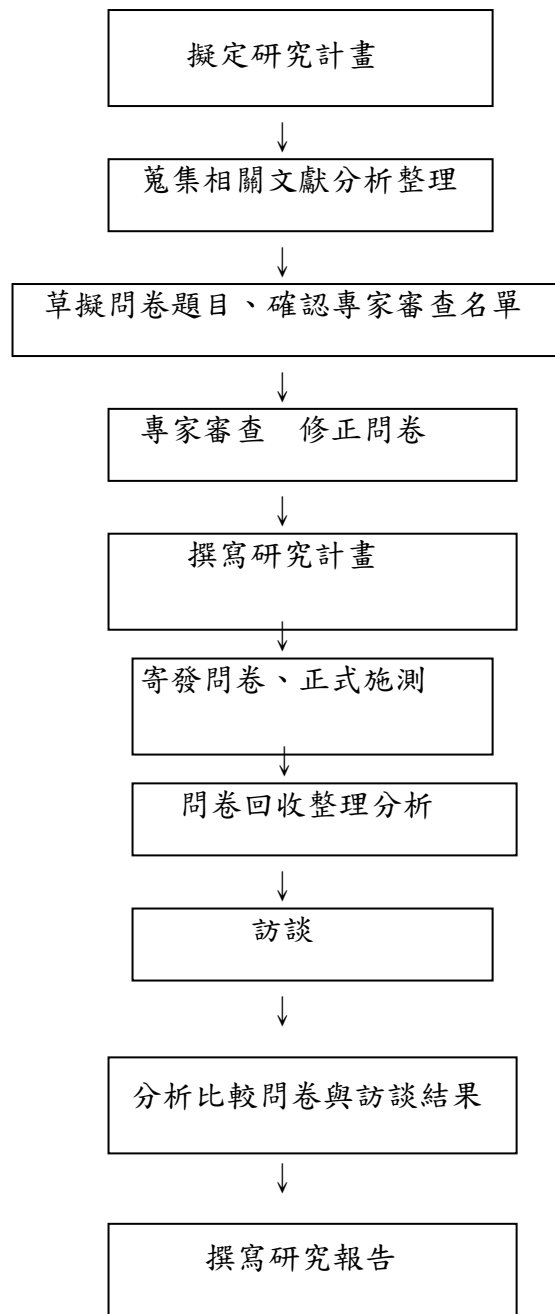 擬定研究計畫
↓
蒐集相關文獻分析整理
↓
草擬問卷題目、確認專家審查名單
↓
專家審查　修正問卷
↓
撰寫研究計畫
↓
寄發問卷、正式施測
↓
問卷回收整理分析
↓
訪談
↓
分析比較問卷與訪談結果
↓
撰寫研究報告